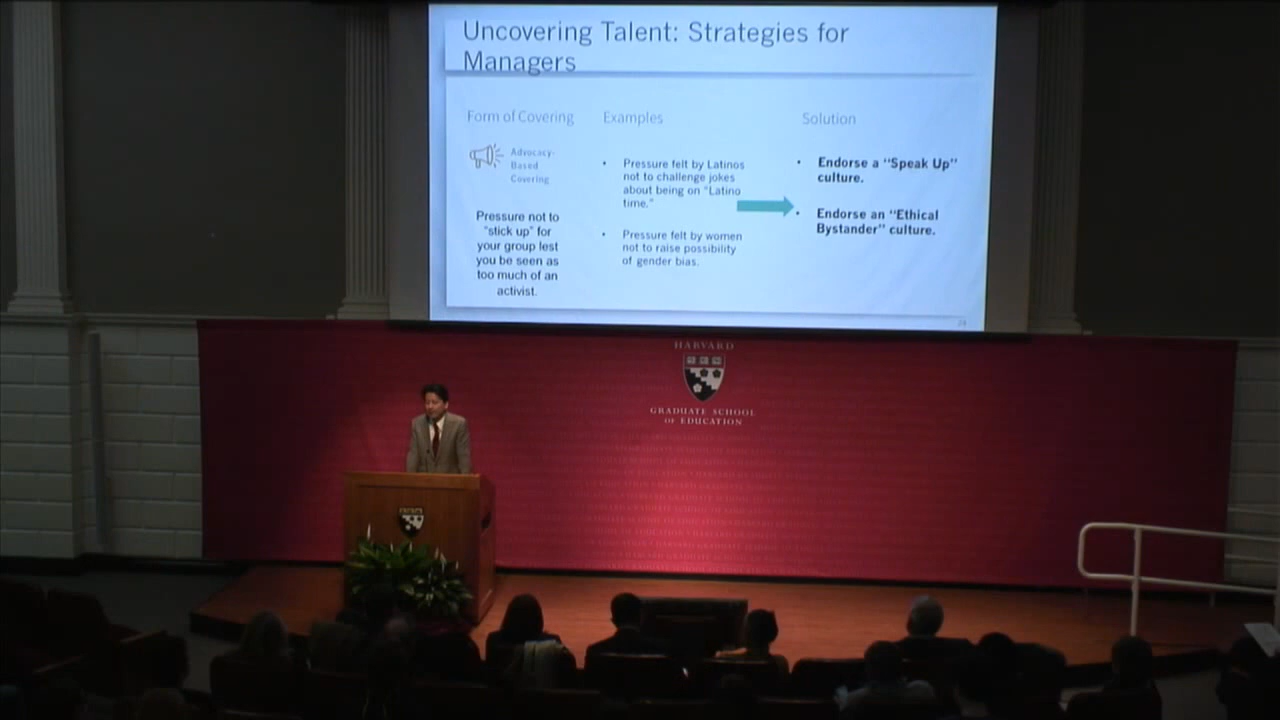 Uncovering Talent: Strategies for
Managers
Form of Covering
Advocacy-
Based
Covering
Pressure not to
"stick up" for
your group lest
you be seen as
too much of an
activist.
Examples
• Pressure felt by Latinos
not to challenge jokes
about being on "Latino
time."
• Pressure felt by women
not to raise possibility
of gender bias.
Solution
• Endorse a "Speak Up"
culture.
• Endorse an "Ethical
Bystander" culture.
HARVARD
GRADUATE SCHOOL
OF EDUCATION